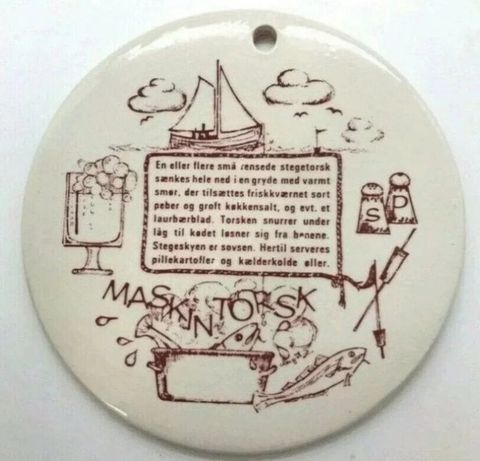 En eller flere små rensede stegetorsk
sænkes hele ned i en gryde med varmt
smør, der tilsættes friskkværnet sort
peber og groft køkkensalt, og evt. et
laurbærblad. Torsken snurrer under
låg til kødet løsner sig fra benene.
Stegeskyen er sovsen. Hertil serveres
pillekartofler og kælderkolde øller.
S P
MASKINTORSK